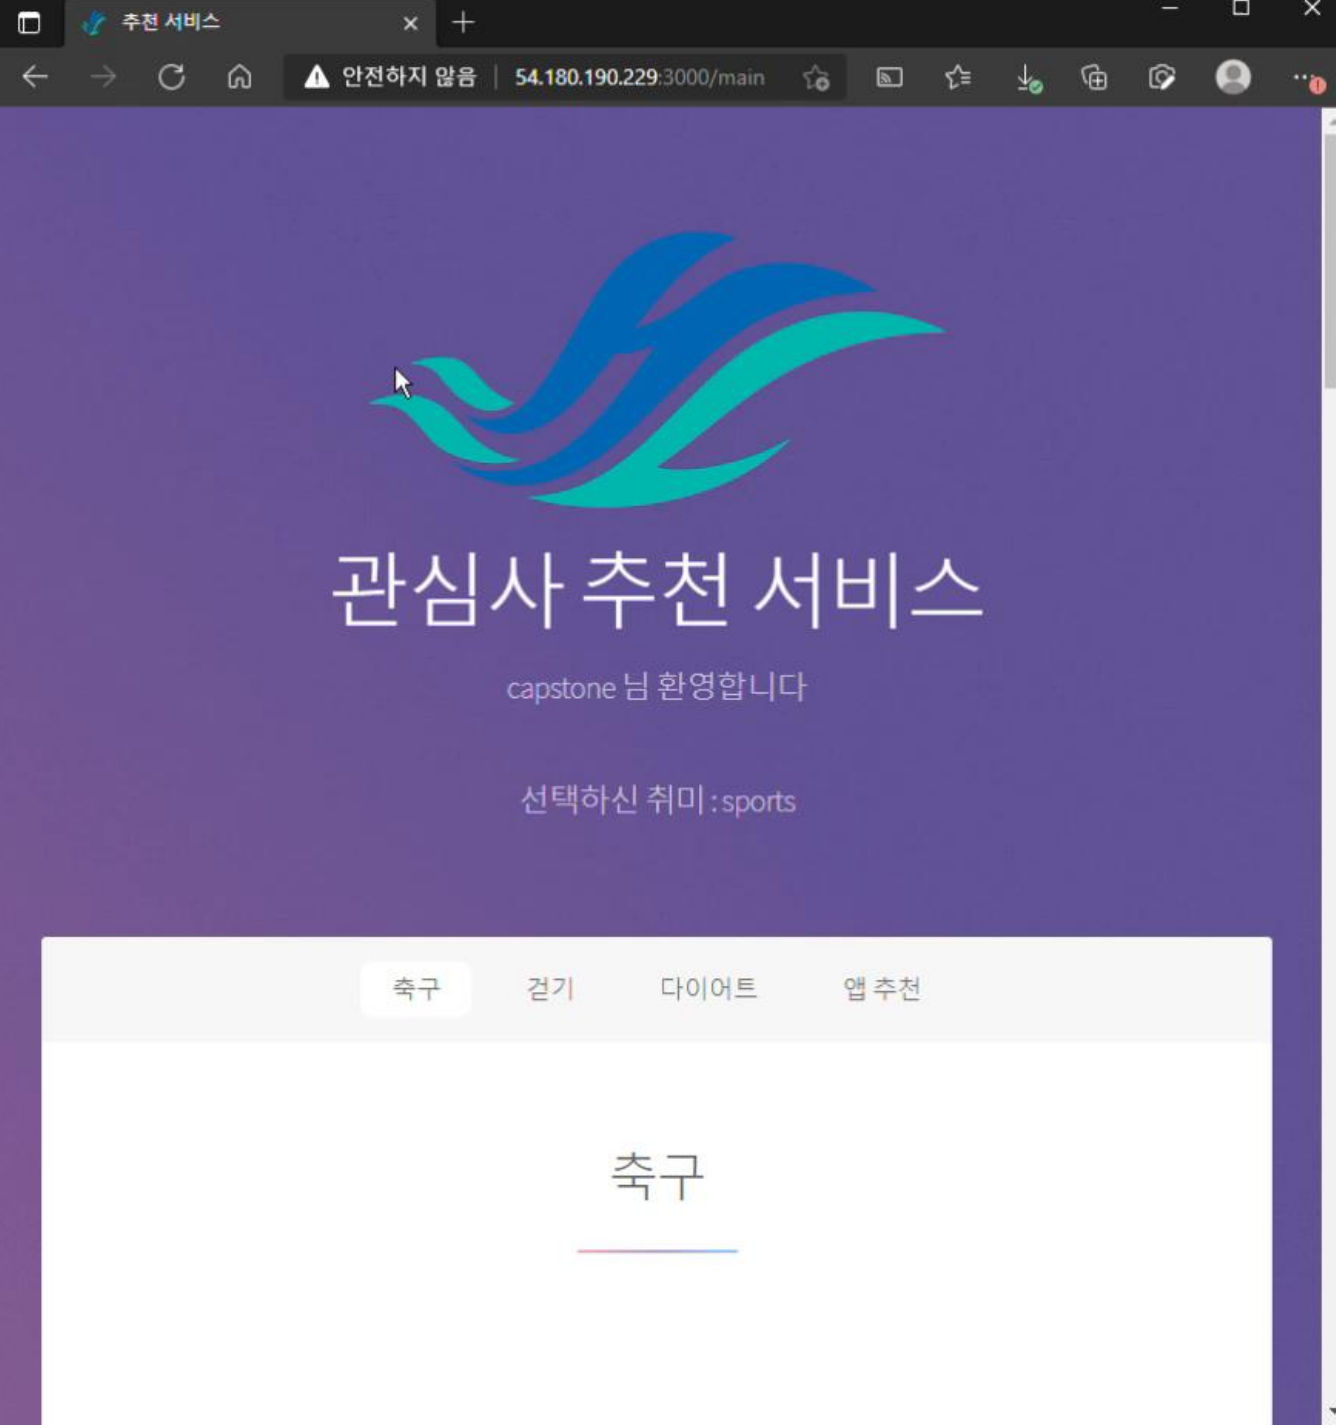 추천 서비스
안전하지 않음 | 54.180.190.229:3000/main
관심사 추천 서비스
capstone 님 환영합니다
선택하신 취미 : sports
축구 걷기 다이어트 앱 추천
축구